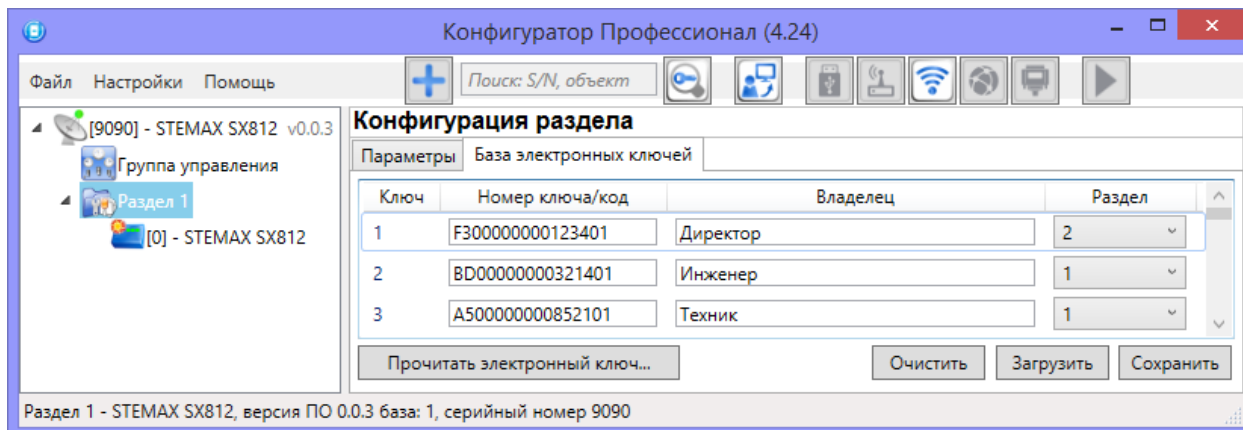 Конфигуратор Профессионал (4.24)
Файл Настройки Помощь Поиск: S/N, объект
[9090] - STEMAX SX812 v0.0.3
Группа управления
Раздел 1
[0] - STEMAX SX812
Конфигурация раздела
Параметры База электронных ключей
Ключ Номер ключа/код Владелец Раздел
1 F300000000123401 Директор 2
2 BD00000000321401 Инженер 1
3 A500000000852101 Техник 1
Прочитать электронный ключ... Очистить Загрузить Сохранить
Раздел 1 - STEMAX SX812, версия ПО 0.0.3 база: 1, серийный номер 9090